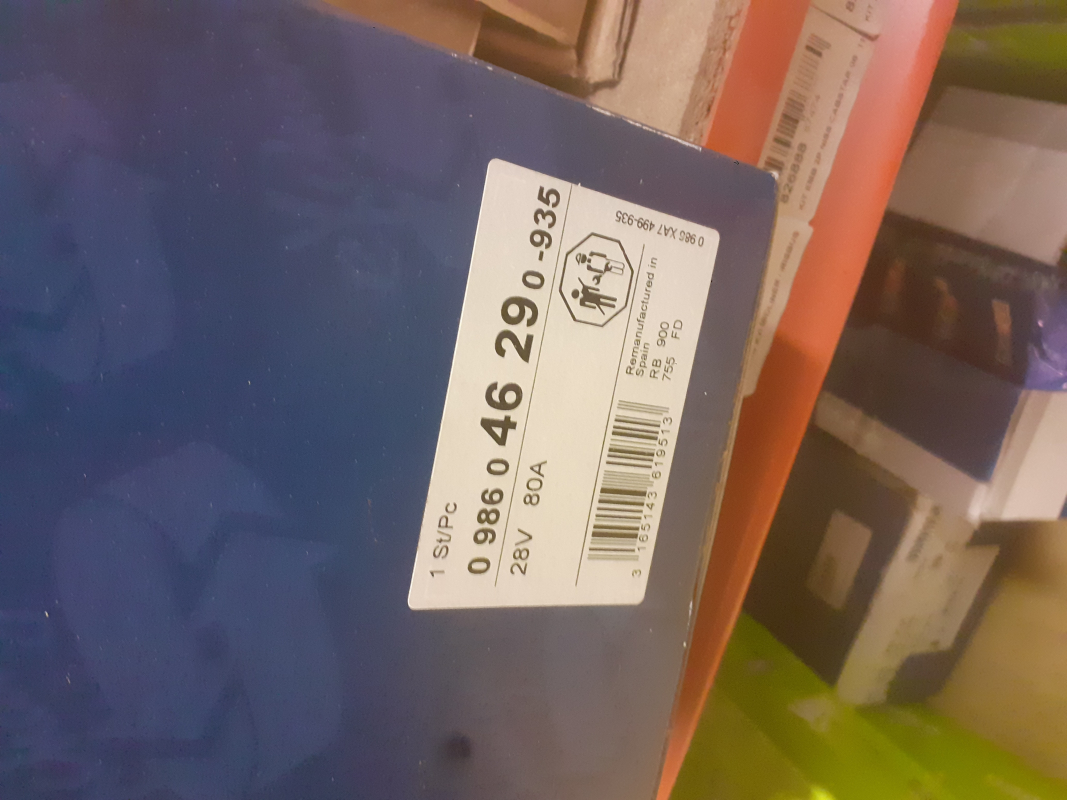 1 St/Pc
0 986 0 46 29 0 -935
28V 80A
3 165143 619513
Remanufactured in
Spain
RB 900
755 FD
0 986 XA7 499-935
826888